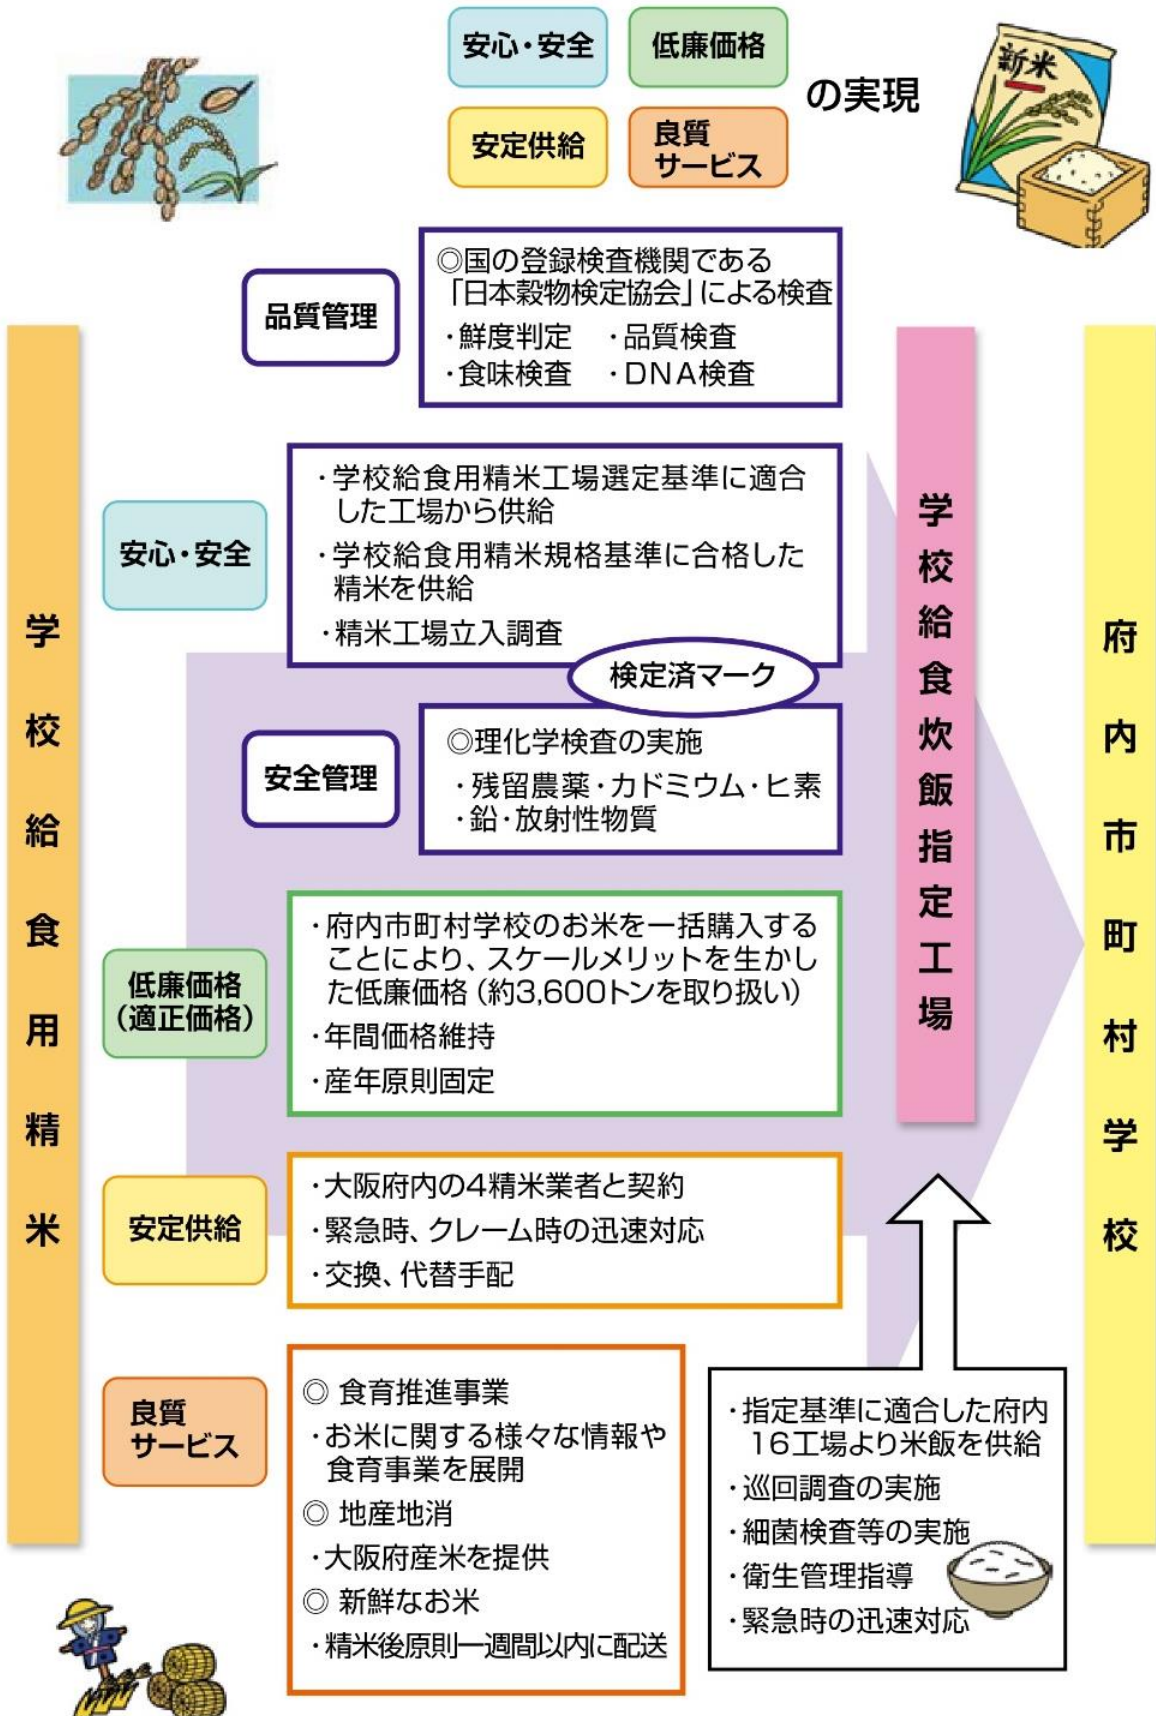 安心・安全
低廉価格
安定供給
良質
サービス
の実現
新米
品質管理
◎国の登録検査機関である
「日本穀物検定協会」による検査
・鮮度判定 ・品質検査
・食味検査 ・DNA検査
学校給食用精米
安心・安全
・学校給食用精米工場選定基準に適合
した工場から供給
・学校給食用精米規格基準に合格した
精米を供給
・精米工場立入調査
検定済マーク
安全管理
◎理化学検査の実施
・残留農薬・カドミウム・ヒ素
・鉛・放射性物質
低廉価格
(適正価格)
・府内市町村学校のお米を一括購入する
ことにより、スケールメリットを生かし
た低廉価格(約3,600トンを取り扱い)
・年間価格維持
・産年原則固定
安定供給
・大阪府内の4精米業者と契約
・緊急時、クレーム時の迅速対応
・交換、代替手配
良質
サービス
◎ 食育推進事業
・お米に関する様々な情報や
食育事業を展開
◎ 地産地消
・大阪府産米を提供
◎ 新鮮なお米
・精米後原則一週間以内に配送
学校給食炊飯指定工場
・指定基準に適合した府内
16工場より米飯を供給
・巡回調査の実施
・細菌検査等の実施
・衛生管理指導
・緊急時の迅速対応
府内市町村学校